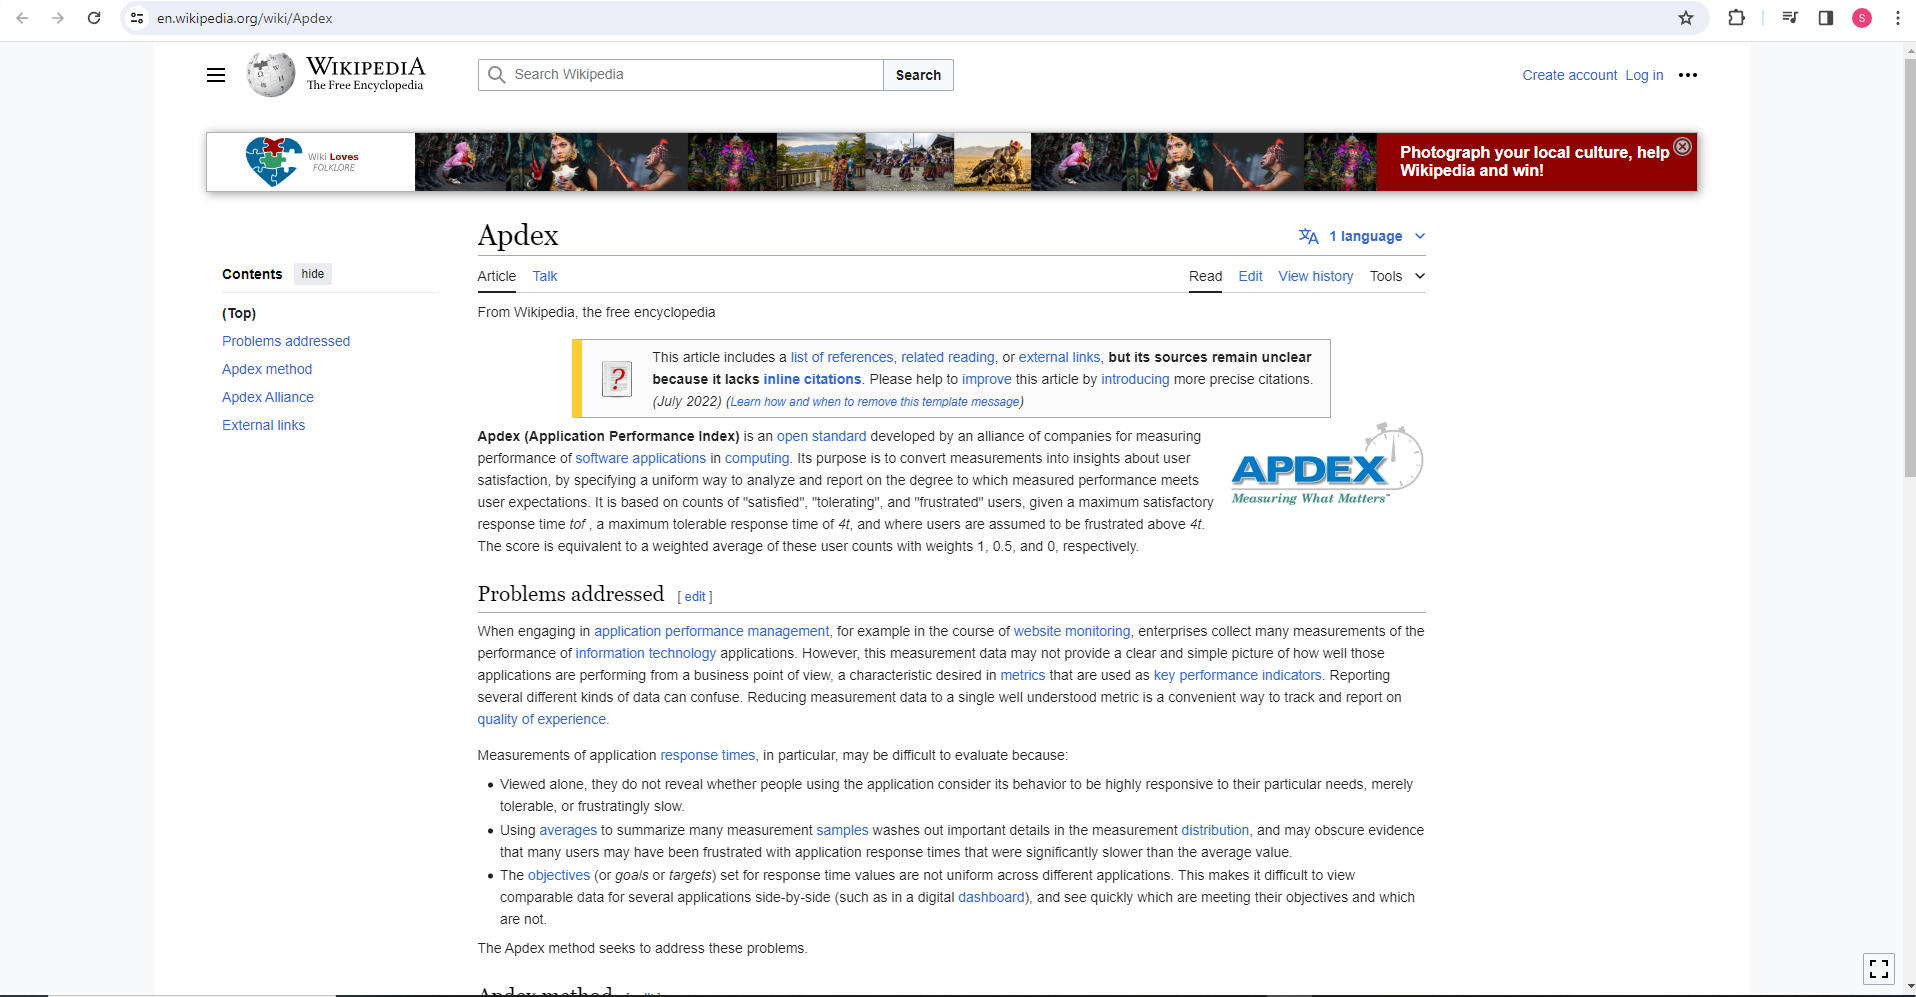 en.wikipedia.org/wiki/Apdex
S
WIKIPEDIA
The Free Encyclopedia
Search Wikipedia
Search
Create account Log in
Wiki Loves
FOLKLORE
Photograph your local culture, help
Wikipedia and win!
Apdex
1 language
Contents hide
Article Talk
Read Edit View history Tools
(Top)
Problems addressed
Apdex method
Apdex Alliance
External links
From Wikipedia, the free encyclopedia
This article includes a list of references, related reading, or external links, but its sources remain unclear
because it lacks inline citations. Please help to improve this article by introducing more precise citations.
(July 2022) (Learn how and when to remove this template message)
Apdex (Application Performance Index) is an open standard developed by an alliance of companies for measuring
performance of software applications in computing. Its purpose is to convert measurements into insights about user
satisfaction, by specifying a uniform way to analyze and report on the degree to which measured performance meets
user expectations. It is based on counts of "satisfied", "tolerating", and "frustrated" users, given a maximum satisfactory
response time tof , a maximum tolerable response time of 4t, and where users are assumed to be frustrated above 4t.
The score is equivalent to a weighted average of these user counts with weights 1, 0.5, and 0, respectively.
APDEX
Measuring What Matters™
Problems addressed [ edit ]
When engaging in application performance management, for example in the course of website monitoring, enterprises collect many measurements of the
performance of information technology applications. However, this measurement data may not provide a clear and simple picture of how well those
applications are performing from a business point of view, a characteristic desired in metrics that are used as key performance indicators. Reporting
several different kinds of data can confuse. Reducing measurement data to a single well understood metric is a convenient way to track and report on
quality of experience.
Measurements of application response times, in particular, may be difficult to evaluate because:
• Viewed alone, they do not reveal whether people using the application consider its behavior to be highly responsive to their particular needs, merely
tolerable, or frustratingly slow.
• Using averages to summarize many measurement samples washes out important details in the measurement distribution, and may obscure evidence
that many users may have been frustrated with application response times that were significantly slower than the average value.
• The objectives (or goals or targets) set for response time values are not uniform across different applications. This makes it difficult to view
comparable data for several applications side-by-side (such as in a digital dashboard), and see quickly which are meeting their objectives and which
are not.
The Apdex method seeks to address these problems.
Apdex method [ edit ]